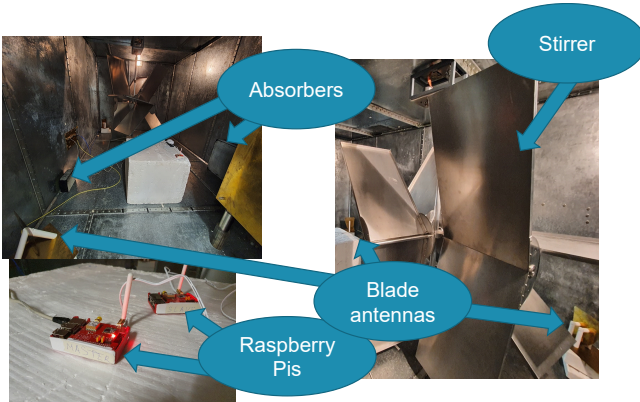 Stirrer
Absorbers
Blade
antennas
Raspberry
Pis